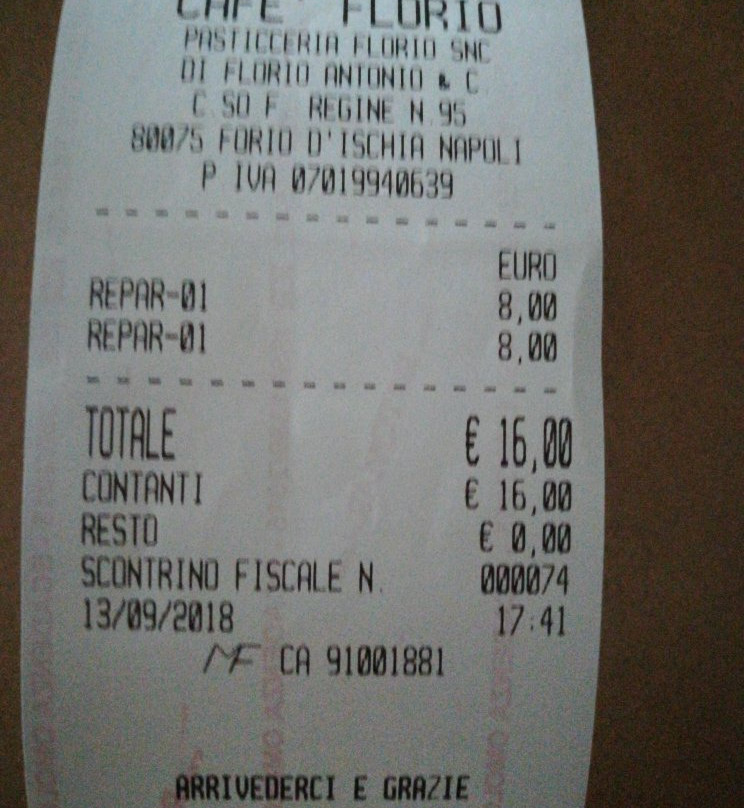 CAFE' FLORIO
PASTICCERIA FLORIO SNC
DI FLORIO ANTONIO & C.
C.SO F. REGINE N.95
80075 FORIO D'ISCHIA NAPOLI
P IVA 07019940639
EURO
REPAR-01 8,00
REPAR-01 8,00
TOTALE € 16,00
CONTANTI € 16,00
RESTO € 0,00
SCONTRINO FISCALE N. 000074
13/09/2018 17:41
MF CA 91001881
ARRIVEDERCI E GRAZIE